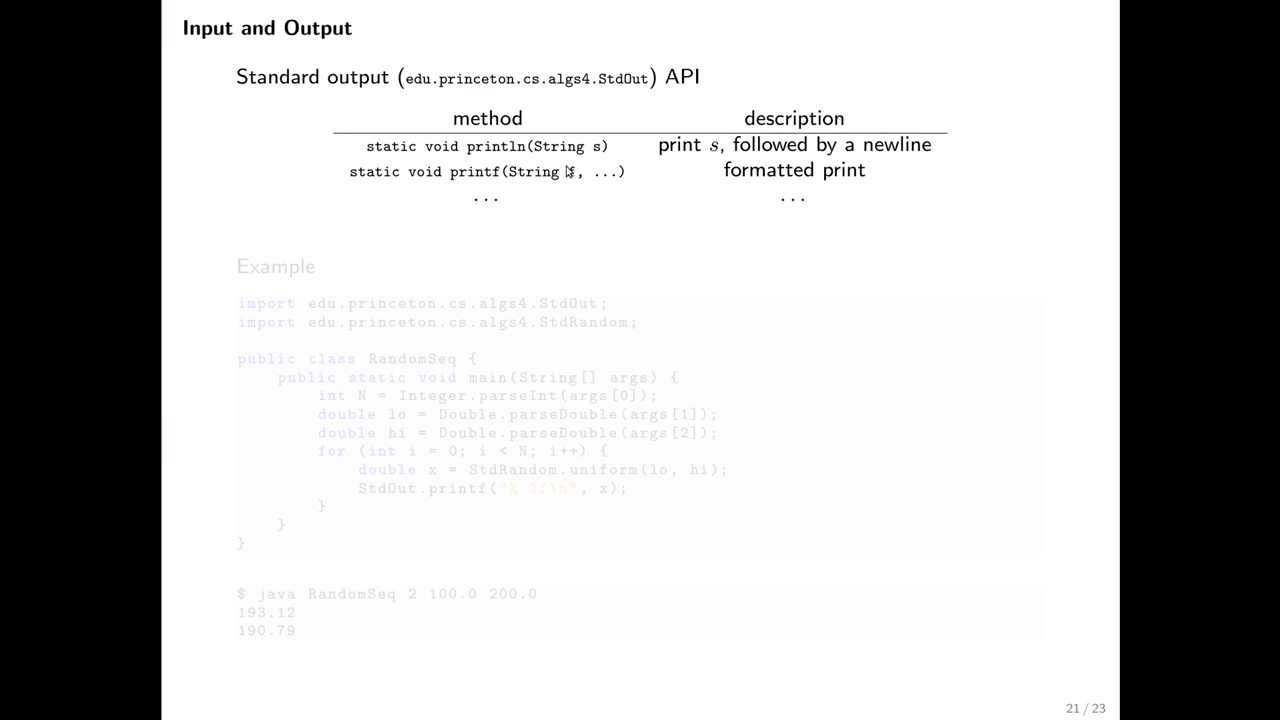 Input and Output
Standard output (edu.princeton.cs.algs4.StdOut) API
method description
static void println(String s) print s, followed by a newline
static void printf(String f, ...) formatted print
... ...
Example
import edu.princeton.cs.algs4.StdOut;
import edu.princeton.cs.algs4.StdRandom;
public class RandomSeq {
public static void main(String[] args) {
int N = Integer.parseInt(args[0]);
double lo = Double.parseDouble(args[1]);
double hi = Double.parseDouble(args[2]);
for (int i = 0; i < N; i++) {
double x = StdRandom.uniform(lo, hi);
StdOut.printf("%.2f\n", x);
}
}
}
$ java RandomSeq 2 100.0 200.0
193.12
190.79
21 / 23